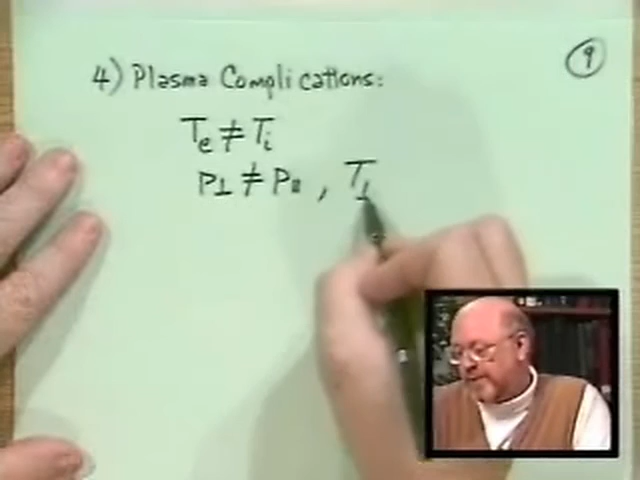 4) Plasma Complications:
9
Te ≠ Ti
P⊥ ≠ P∥, T⊥